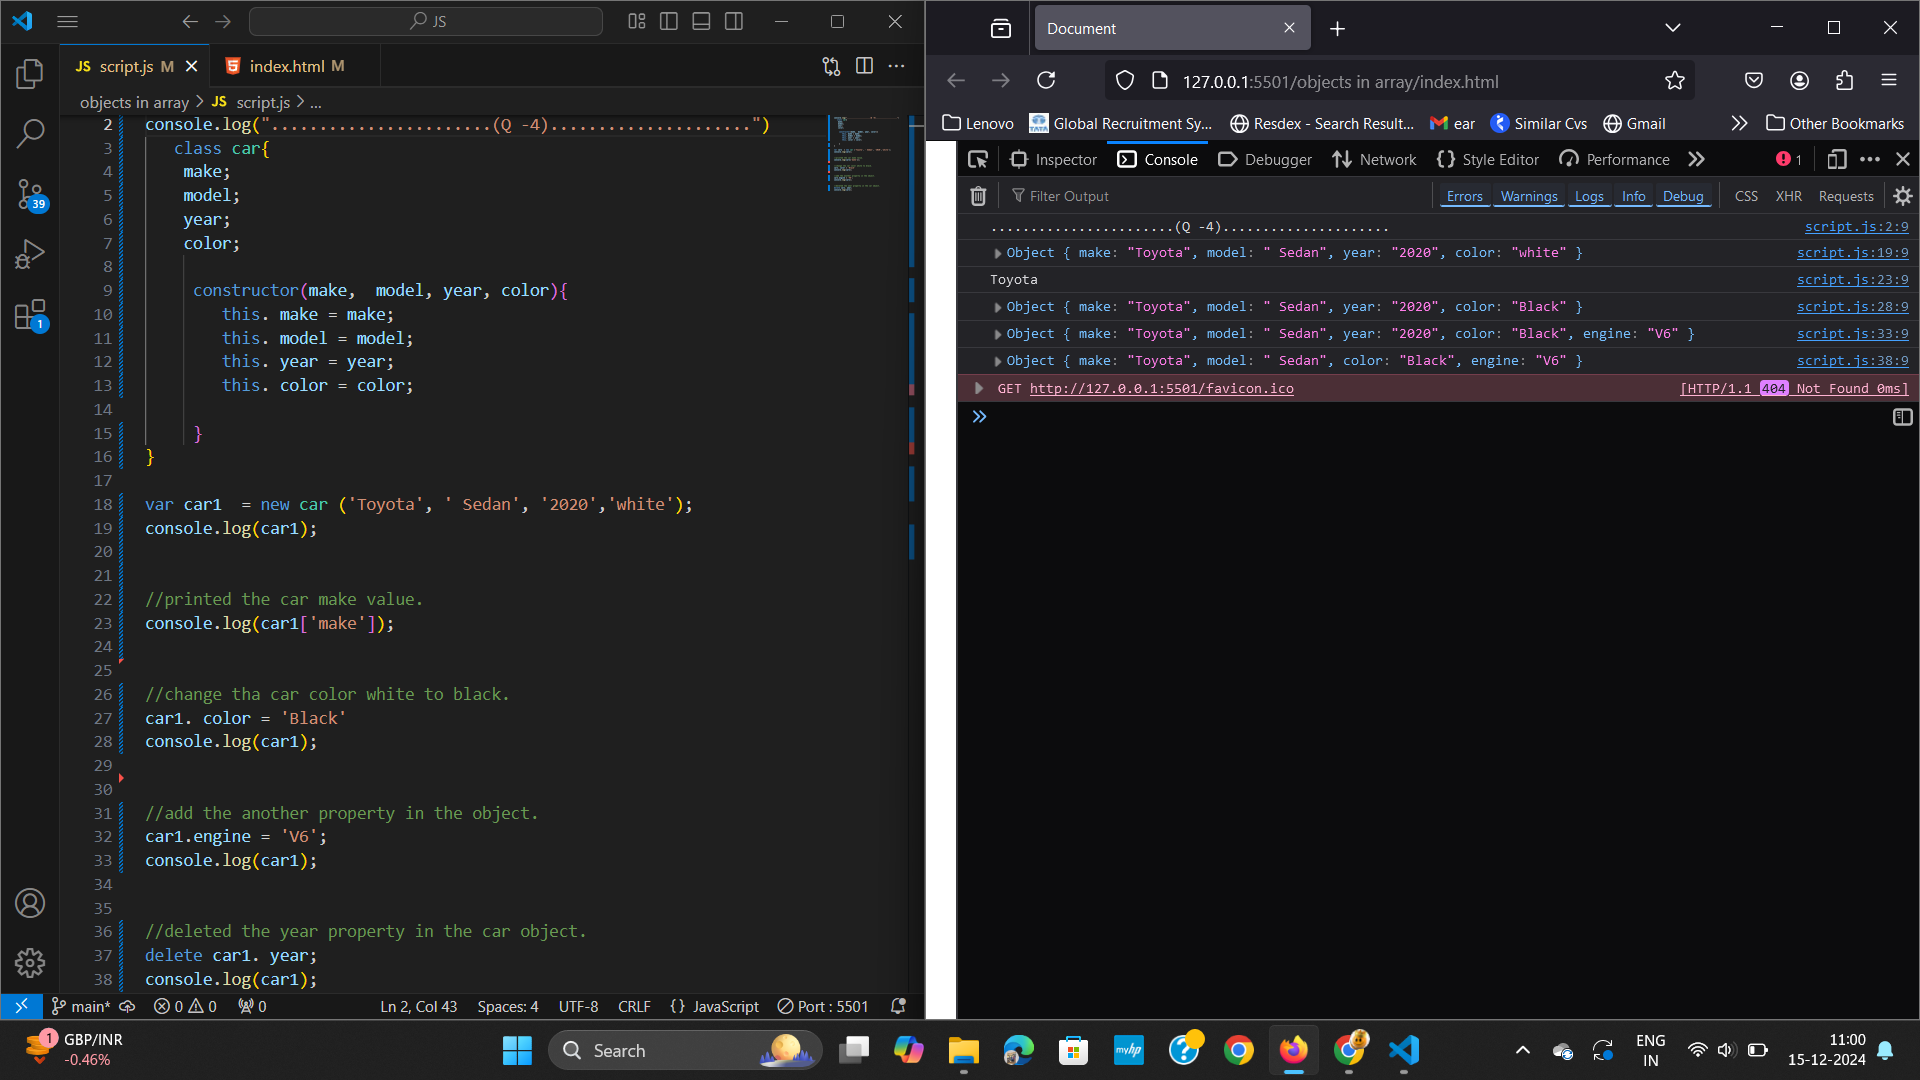 JS
JS script.js M
index.html M
objects in array > JS script.js > ...
2 console.log(".......................(Q -4).....................")
3 class car{
4 make;
5 model;
6 year;
7 color;
8
9 constructor(make,  model, year, color){
10 this. make = make;
11 this. model = model;
12 this. year = year;
13 this. color = color;
14
15 }
16 }
17
18 var car1  = new car ('Toyota', ' Sedan', '2020','white');
19 console.log(car1);
20
21
22 //printed the car make value.
23 console.log(car1['make']);
24
25
26 //change tha car color white to black.
27 car1. color = 'Black'
28 console.log(car1);
29
30
31 //add the another property in the object.
32 car1.engine = 'V6';
33 console.log(car1);
34
35
36 //deleted the year property in the car object.
37 delete car1. year;
38 console.log(car1);
39
1
main* 0 0 0 Ln 2, Col 43 Spaces: 4 UTF-8 CRLF {} JavaScript Port : 5501
Document
127.0.0.1:5501/objects in array/index.html
Lenovo TATA Global Recruitment Sy... Resdex - Search Result... ear Similar Cvs Gmail Other Bookmarks
Inspector Console Debugger Network {} Style Editor Performance 1
Filter Output Errors Warnings Logs Info Debug CSS XHR Requests
.......................(Q -4)..................... script.js:2:9
Object { make: "Toyota", model: " Sedan", year: "2020", color: "white" } script.js:19:9
Toyota script.js:23:9
Object { make: "Toyota", model: " Sedan", year: "2020", color: "Black" } script.js:28:9
Object { make: "Toyota", model: " Sedan", year: "2020", color: "Black", engine: "V6" } script.js:33:9
Object { make: "Toyota", model: " Sedan", color: "Black", engine: "V6" } script.js:38:9
GET http://127.0.0.1:5501/favicon.ico [HTTP/1.1 404 Not Found 0ms]
1 GBP/INR
-0.46%
Search
myhp
ENG
IN
11:00
15-12-2024